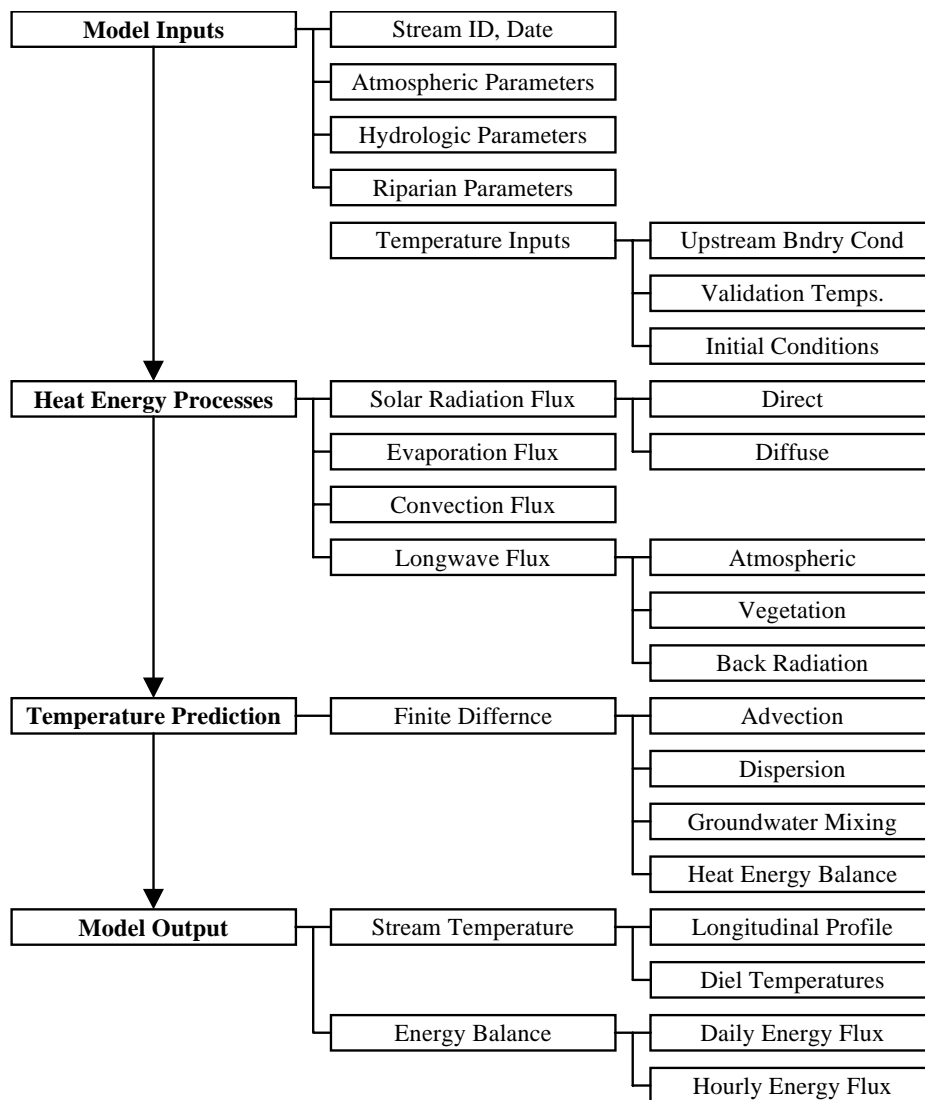 Model Inputs
Stream ID, Date
Atmospheric Parameters
Hydrologic Parameters
Riparian Parameters
Temperature Inputs
Upstream Bndry Cond
Validation Temps.
Initial Conditions
Heat Energy Processes
Solar Radiation Flux
Direct
Diffuse
Evaporation Flux
Convection Flux
Longwave Flux
Atmospheric
Vegetation
Back Radiation
Temperature Prediction
Finite Differnce
Advection
Dispersion
Groundwater Mixing
Heat Energy Balance
Model Output
Stream Temperature
Longitudinal Profile
Diel Temperatures
Energy Balance
Daily Energy Flux
Hourly Energy Flux